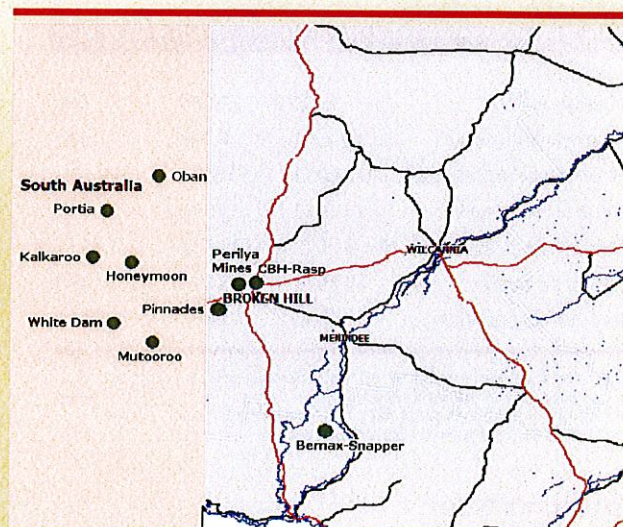 Oban
South Australia
Portia
Kalkaroo
Honeymoon
Perilya
Mines
CBH-Rasp
WILCANNIA
Pinnades
BROKEN HILL
White Dam
Mutooroo
MENINDEE
Bemax-Snapper